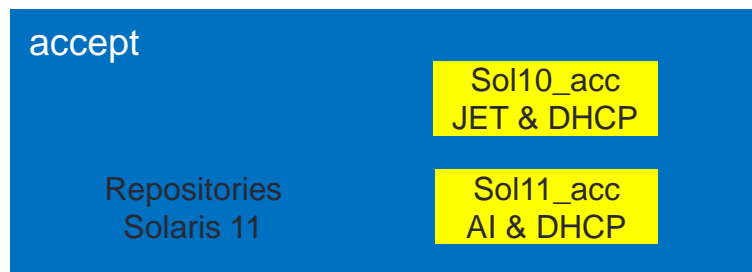 accept
Sol10_acc
JET & DHCP
Repositories
Solaris 11
Sol11_acc
AI & DHCP